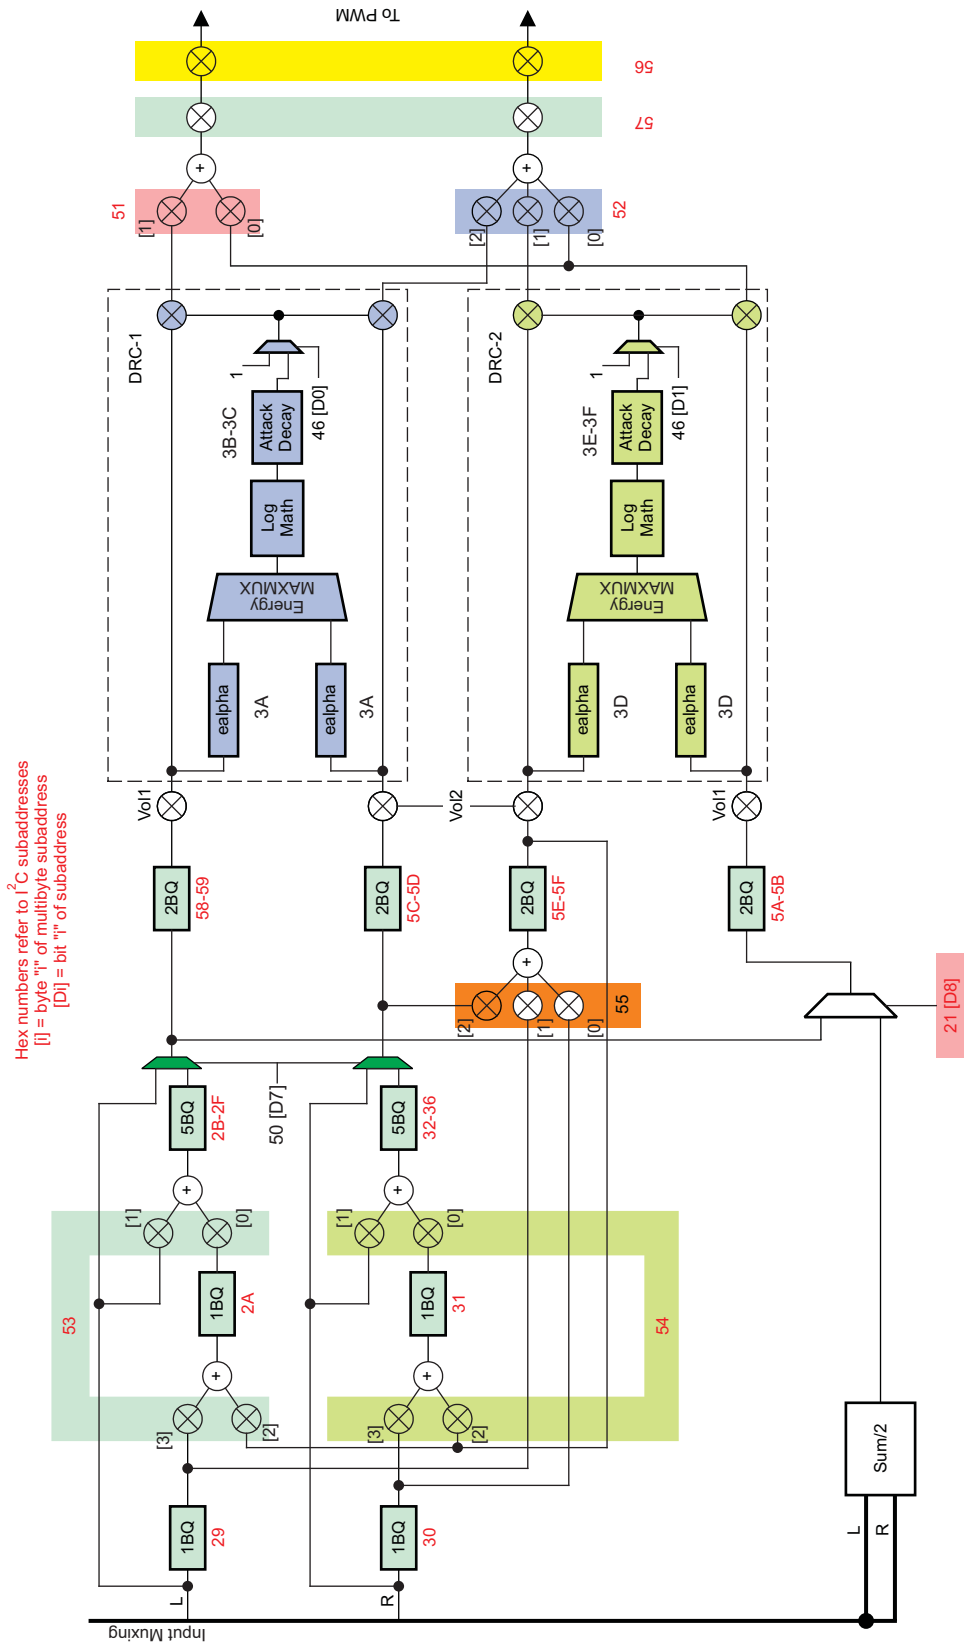 Hex numbers refer to I²C subaddresses
[i] = byte "i" of multibyte subaddress
[Di] = bit "i" of subaddress
Input Muxing
L
R
1BQ
29
1BQ
30
53
[3]
[2]
+
1BQ
2A
[1]
[0]
+
5BQ
2B-2F
54
[3]
[2]
+
1BQ
31
[1]
[0]
+
5BQ
32-36
50 [D7]
55
[2]
[1]
[0]
+
L
R
Sum/2
21 [D8]
2BQ
58-59
2BQ
5C-5D
2BQ
5E-5F
2BQ
5A-5B
Vol1
Vol2
Vol1
DRC-1
ealpha
3A
ealpha
3A
Energy
MAXMUX
Log
Math
3B-3C
Attack
Decay
1
46 [D0]
DRC-2
ealpha
3D
ealpha
3D
Energy
MAXMUX
Log
Math
3E-3F
Attack
Decay
1
46 [D1]
51
[1]
[0]
+
52
[2]
[1]
[0]
+
57
56
To PWM